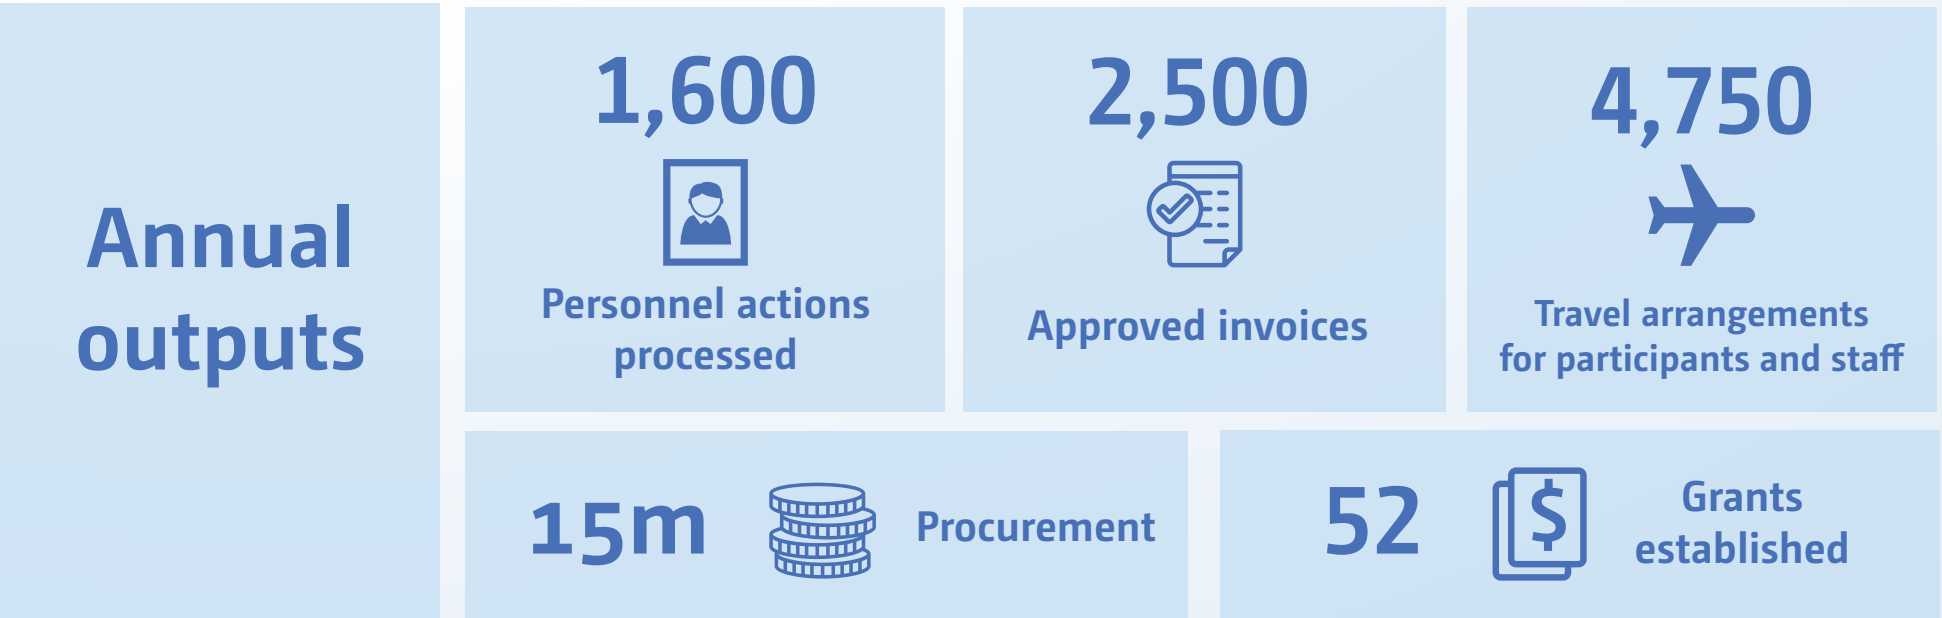 Annual
outputs
1,600
Personnel actions
processed
2,500
Approved invoices
4,750
Travel arrangements
for participants and staff
15m
Procurement
52
$
Grants
established